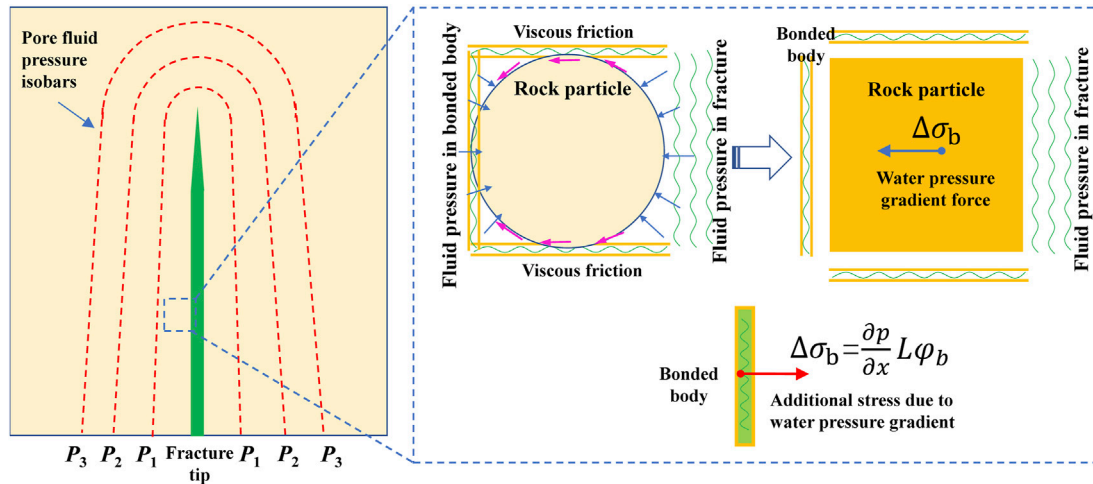 Pore fluid
pressure
isobars
P3 P2 P1 Fracture tip P1 P2 P3
Viscous friction
Fluid pressure in bonded body
Rock particle
Fluid pressure in fracture
Viscous friction
Bonded
body
Rock particle
Δσb
Water pressure
gradient force
Fluid pressure in fracture
Bonded
body
Δσb=∂p/∂x Lφb
Additional stress due to
water pressure gradient